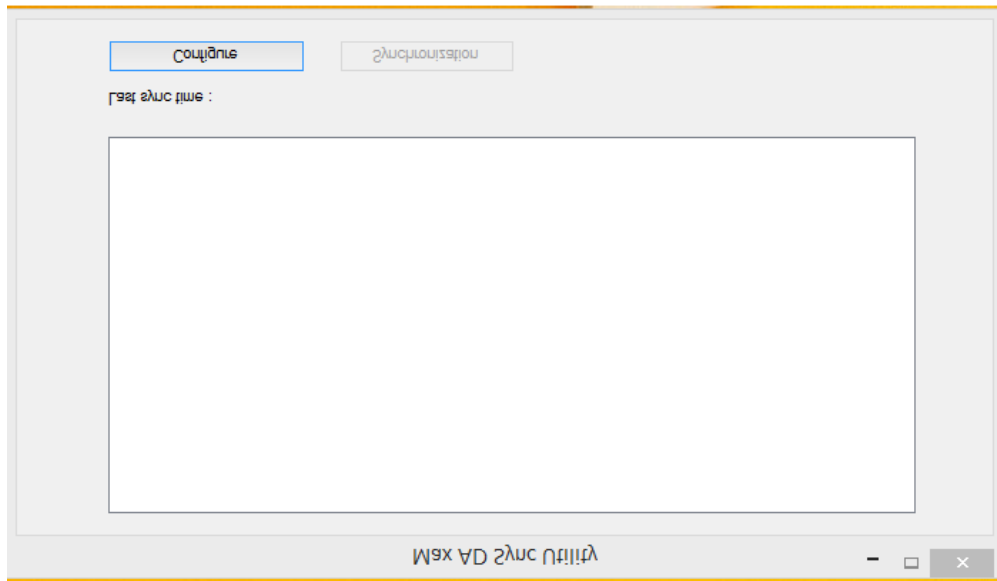 Max AD Sync Utility
Last sync time :
Configure Synchronization